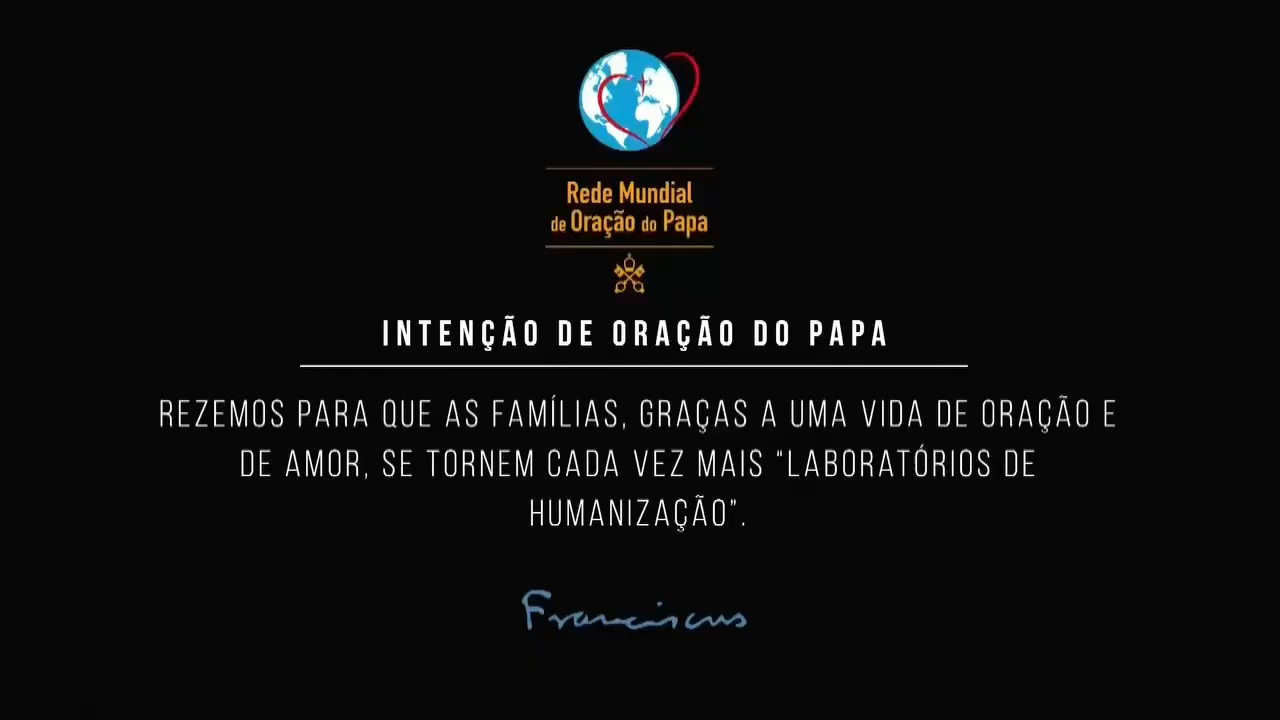 Rede Mundial
de Oração do Papa
INTENÇÃO DE ORAÇÃO DO PAPA
REZEMOS PARA QUE AS FAMÍLIAS, GRAÇAS A UMA VIDA DE ORAÇÃO E
DE AMOR, SE TORNEM CADA VEZ MAIS “LABORATÓRIOS DE
HUMANIZAÇÃO”.
Franciscus